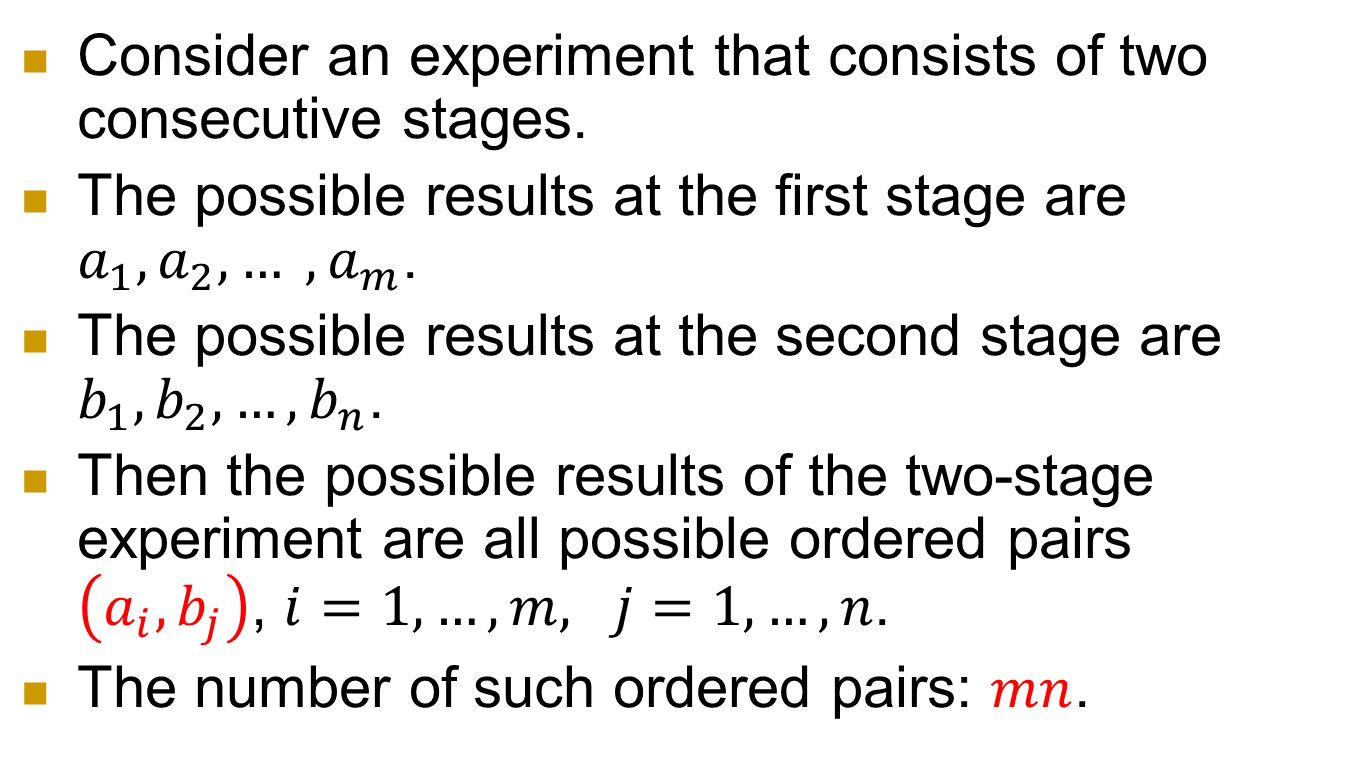 Consider an experiment that consists of two
consecutive stages.
The possible results at the first stage are
a₁, a₂, … , aₘ.
The possible results at the second stage are
b₁, b₂, … , bₙ.
Then the possible results of the two-stage
experiment are all possible ordered pairs
(aᵢ, bⱼ), i = 1, … , m, j = 1, … , n.
The number of such ordered pairs: mn.